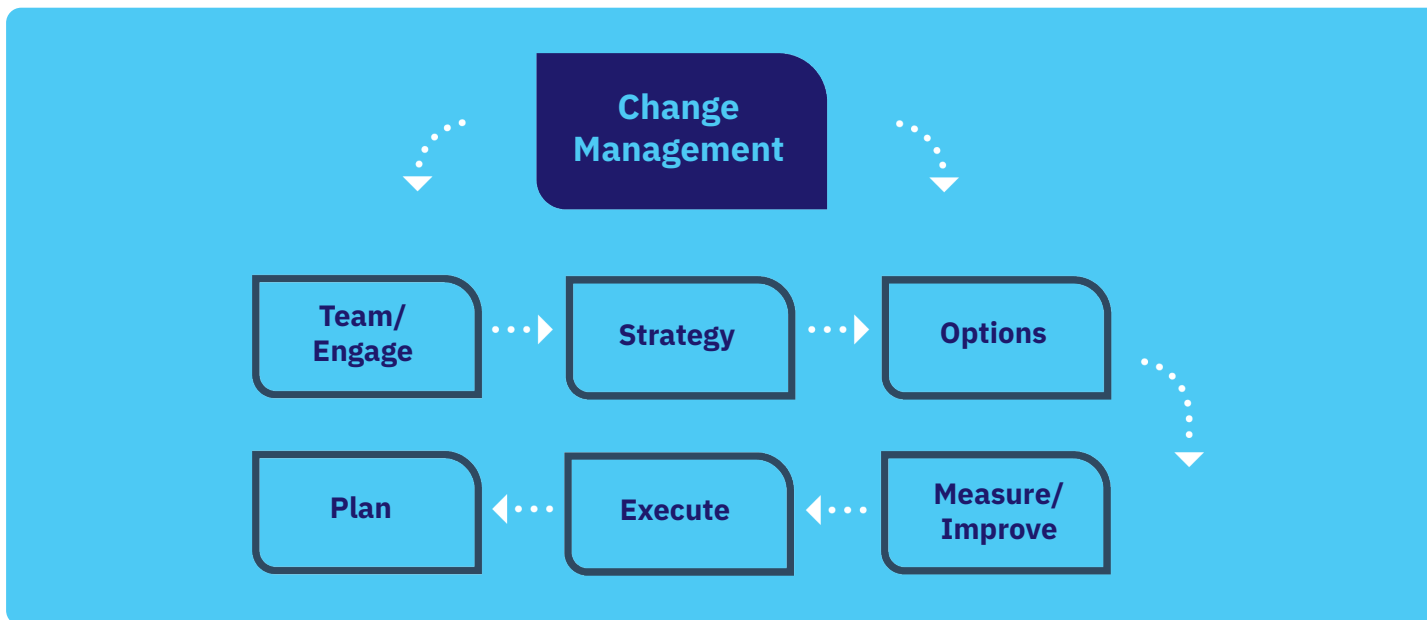 Change
Management
Team/
Engage
Strategy
Options
Plan
Execute
Measure/
Improve